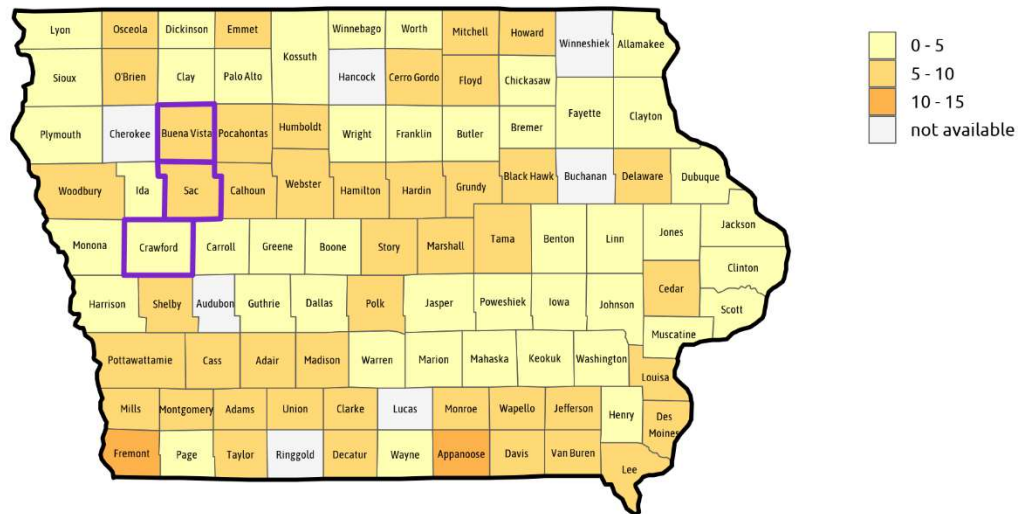 Lyon
Osceola
Dickinson
Emmet
Winnebago
Worth
Mitchell
Howard
Winneshiek
Allamakee
Kossuth
Sioux
O'Brien
Clay
Palo Alto
Hancock
Cerro Gordo
Floyd
Chickasaw
Fayette
Clayton
Plymouth
Cherokee
Buena Vista
Pocahontas
Humboldt
Wright
Franklin
Butler
Bremer
Woodbury
Ida
Sac
Calhoun
Webster
Hamilton
Hardin
Grundy
Black Hawk
Buchanan
Delaware
Dubuque
Monona
Crawford
Carroll
Greene
Boone
Story
Marshall
Tama
Benton
Linn
Jones
Jackson
Clinton
Harrison
Shelby
Audubon
Guthrie
Dallas
Polk
Jasper
Poweshiek
Iowa
Johnson
Cedar
Scott
Muscatine
Pottawattamie
Cass
Adair
Madison
Warren
Marion
Mahaska
Keokuk
Washington
Louisa
Mills
Montgomery
Adams
Union
Clarke
Lucas
Monroe
Wapello
Jefferson
Henry
Des
Moines
Fremont
Page
Taylor
Ringgold
Decatur
Wayne
Appanoose
Davis
Van Buren
Lee
0 - 5
5 - 10
10 - 15
not available